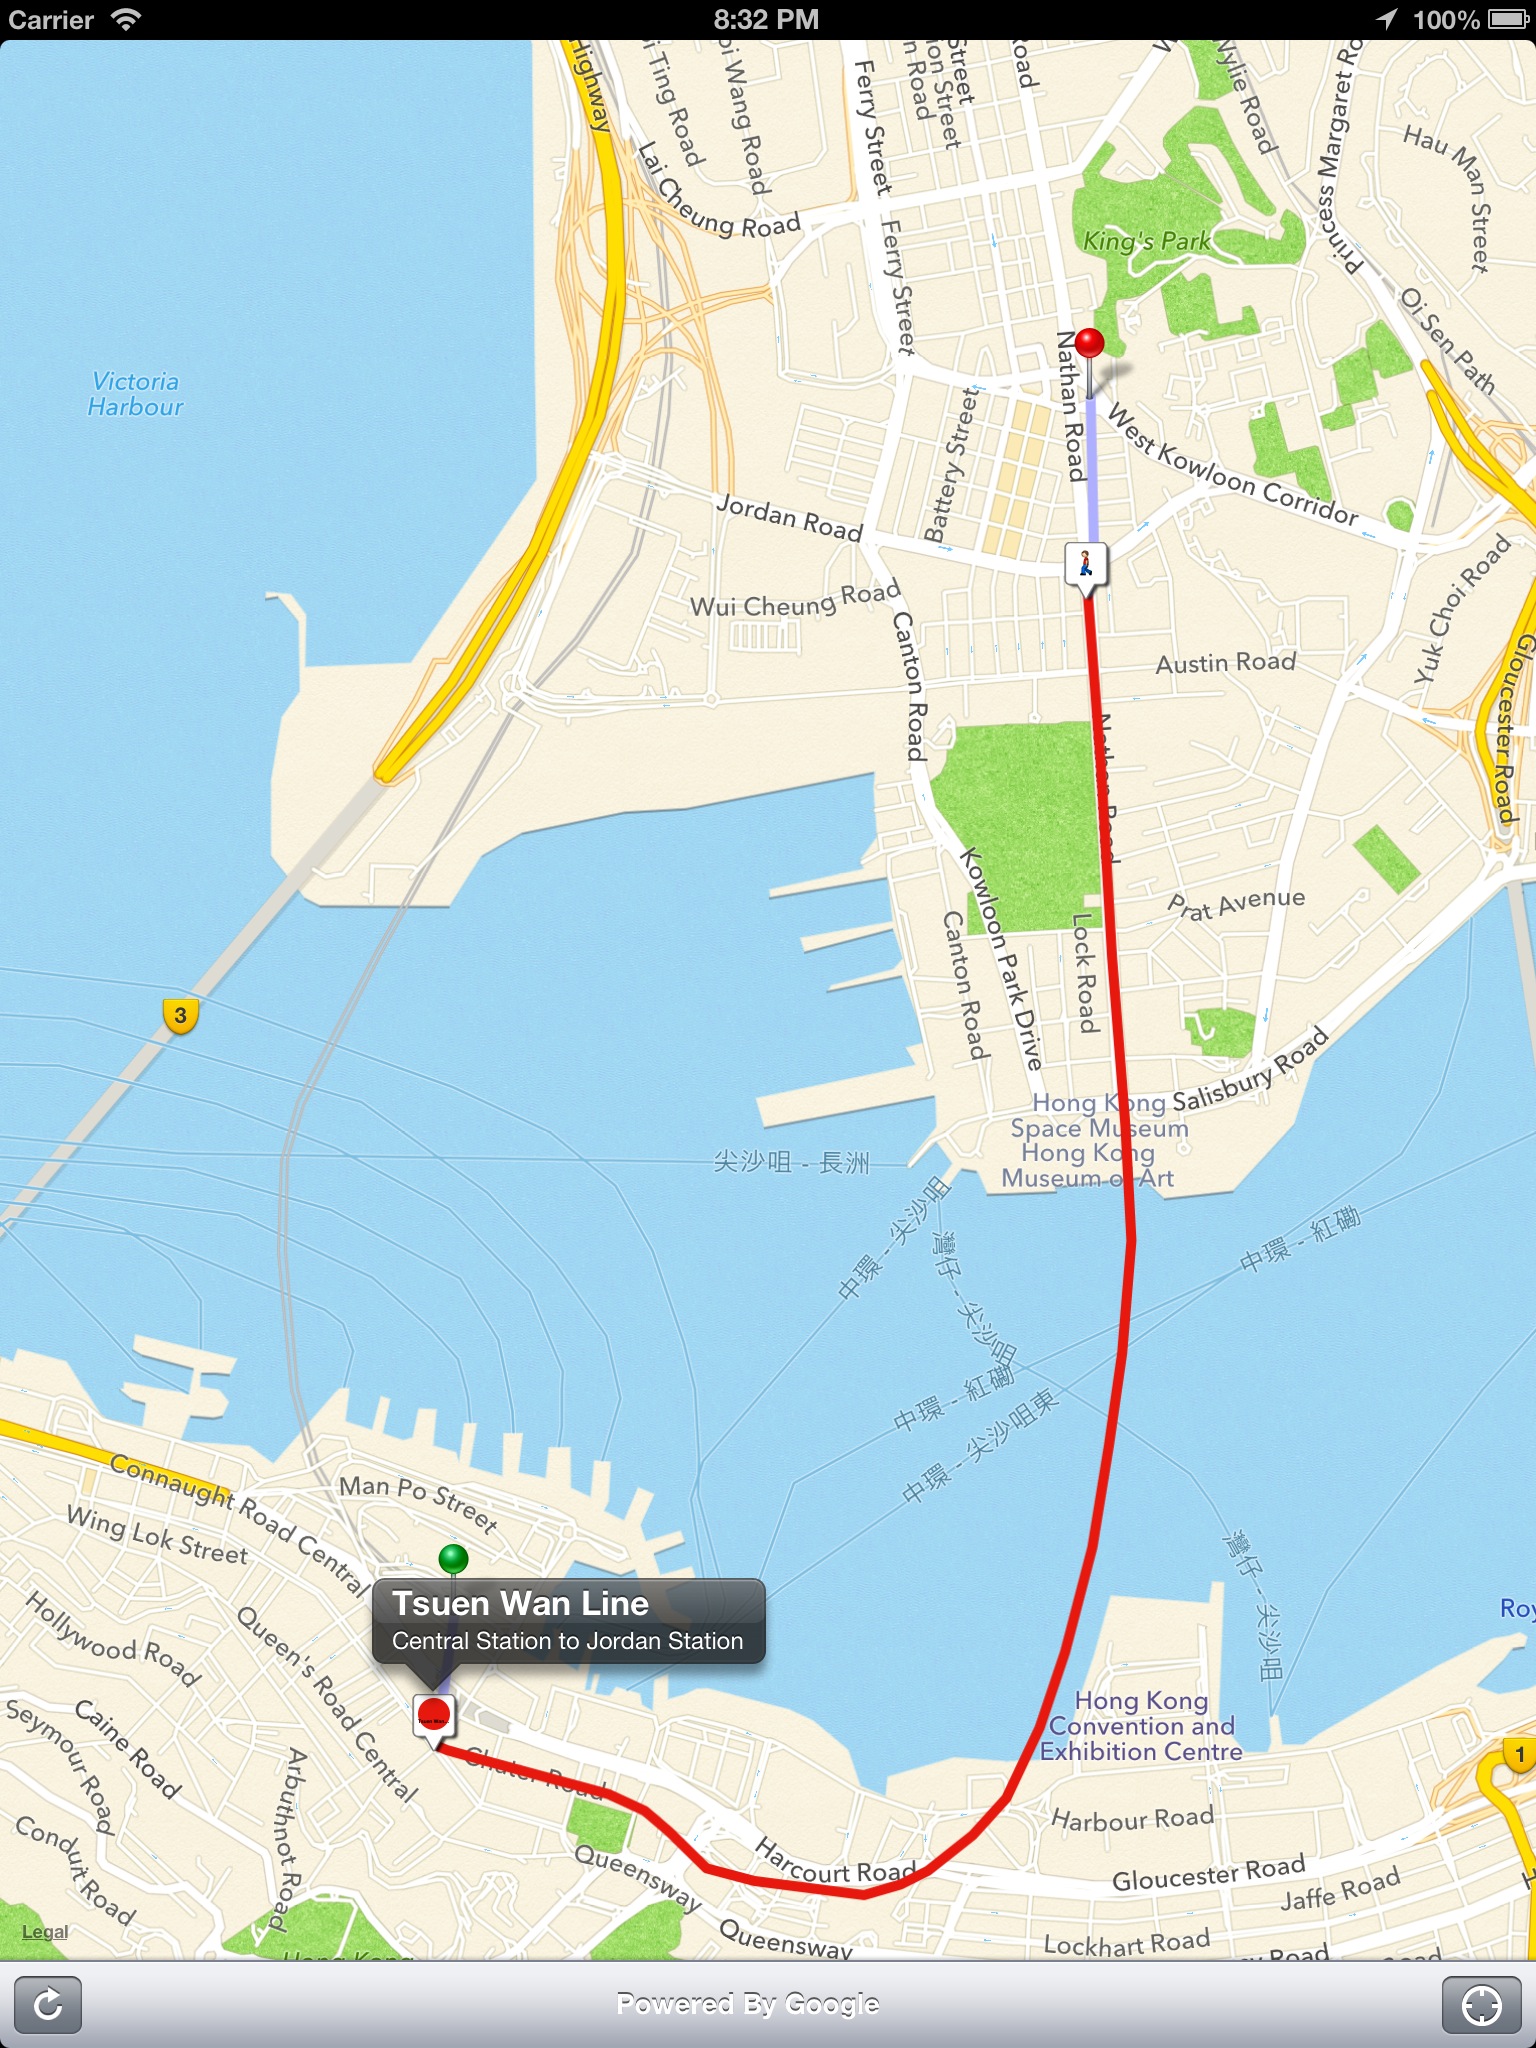 Carrier
8:32 PM
100%
Highway
Lai Cheung Road
Ferry Street
Ferry Street
Street
Road
Wylie Road
Princess Margaret Ro
Hau Man Street
King's Park
Oi Sen Path
Victoria
Harbour
Nathan Road
West Kowloon Corridor
Battery Street
Jordan Road
Wui Cheung Road
Canton Road
Austin Road
Yuk Choi Road
Gloucester Road
Nathan Road
Kowloon Park Drive
Canton Road
Lock Road
Prat Avenue
3
Salisbury Road
Hong Kong
Space Museum
Hong Kong
Museum of Art
尖沙咀 - 長洲
中環 - 尖沙咀
灣仔 - 尖沙咀
中環 - 紅磡
中環 - 紅磡
中環 - 尖沙咀東
灣仔 - 尖沙咀
Connaught Road Central
Man Po Street
Wing Lok Street
Hollywood Road
Queen's Road Central
Tsuen Wan Line
Central Station to Jordan Station
Tsuen Wan...
Roy
Seymour Road
Caine Road
Arbuthnot Road
Conduit Road
Chater Road
Hong Kong
Convention and
Exhibition Centre
1
Harbour Road
Harcourt Road
Gloucester Road
Jaffe Road
Queensway
Queensway
Lockhart Road
Road
Hong Kong
Legal
Powered By Google